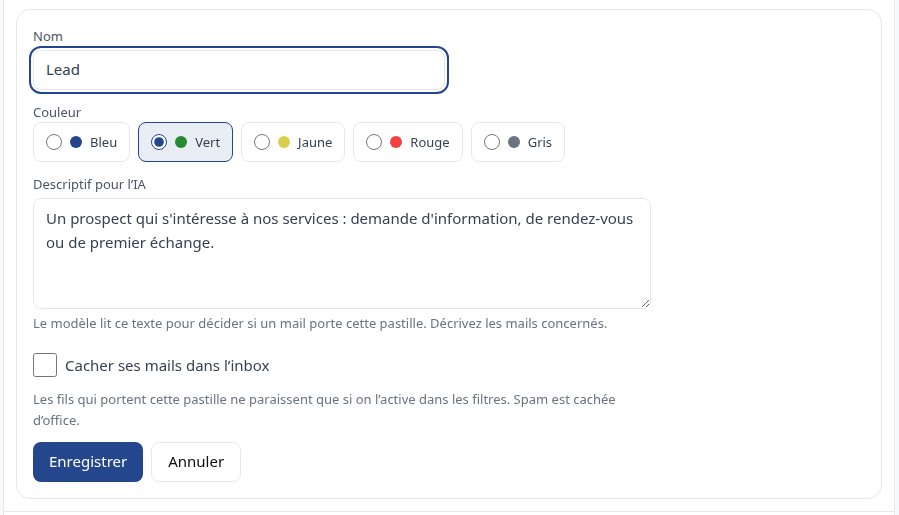 Nom
Lead
Couleur
Bleu
Vert
Jaune
Rouge
Gris
Descriptif pour l’IA
Un prospect qui s'intéresse à nos services : demande d'information, de rendez-vous
ou de premier échange.
Le modèle lit ce texte pour décider si un mail porte cette pastille. Décrivez les mails concernés.
Cacher ses mails dans l’inbox
Les fils qui portent cette pastille ne paraissent que si on l’active dans les filtres. Spam est cachée
d’office.
Enregistrer
Annuler